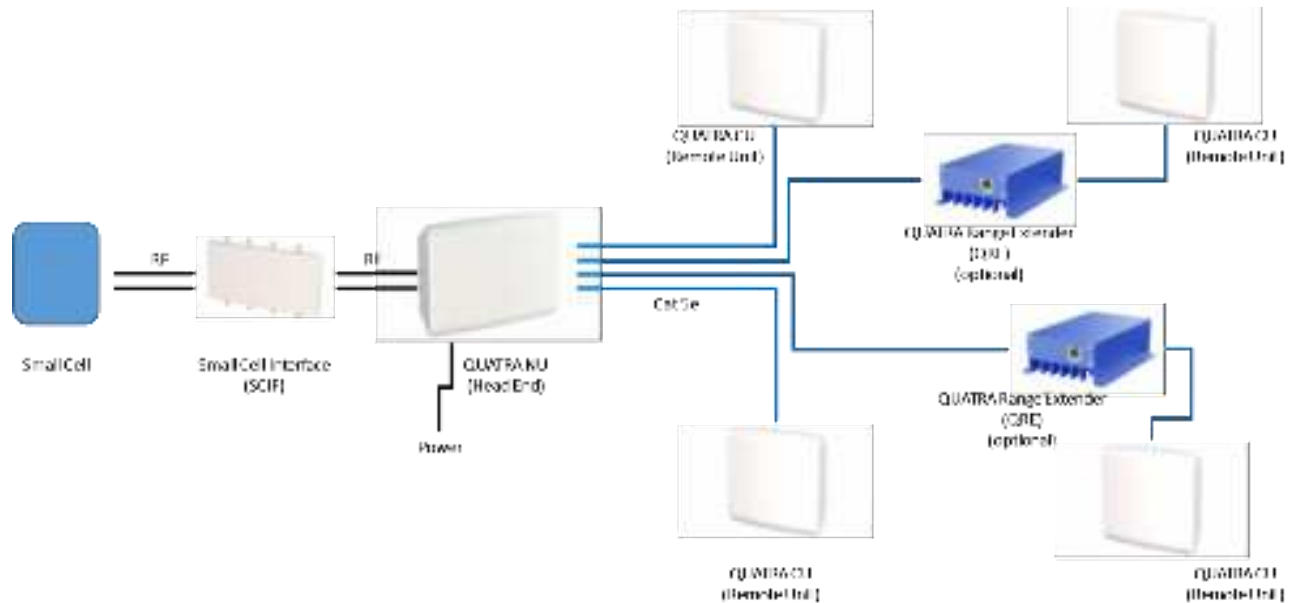 QUATRA CU
(Remote Unit)
QUATRA CU
(Remote Unit)
QUATRA Range Extender
(QRE)
(optional)
RF
RF
Cat 5e
Small Cell
Small Cell Interface
(SCIF)
QUATRA NU
(Head End)
QUATRA Range Extender
(QRE)
(optional)
Power
QUATRA CU
(Remote Unit)
QUATRA CU
(Remote Unit)